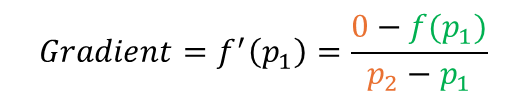 Gradient = f′(p₁) = (0 − f(p₁)) / (p₂ − p₁)